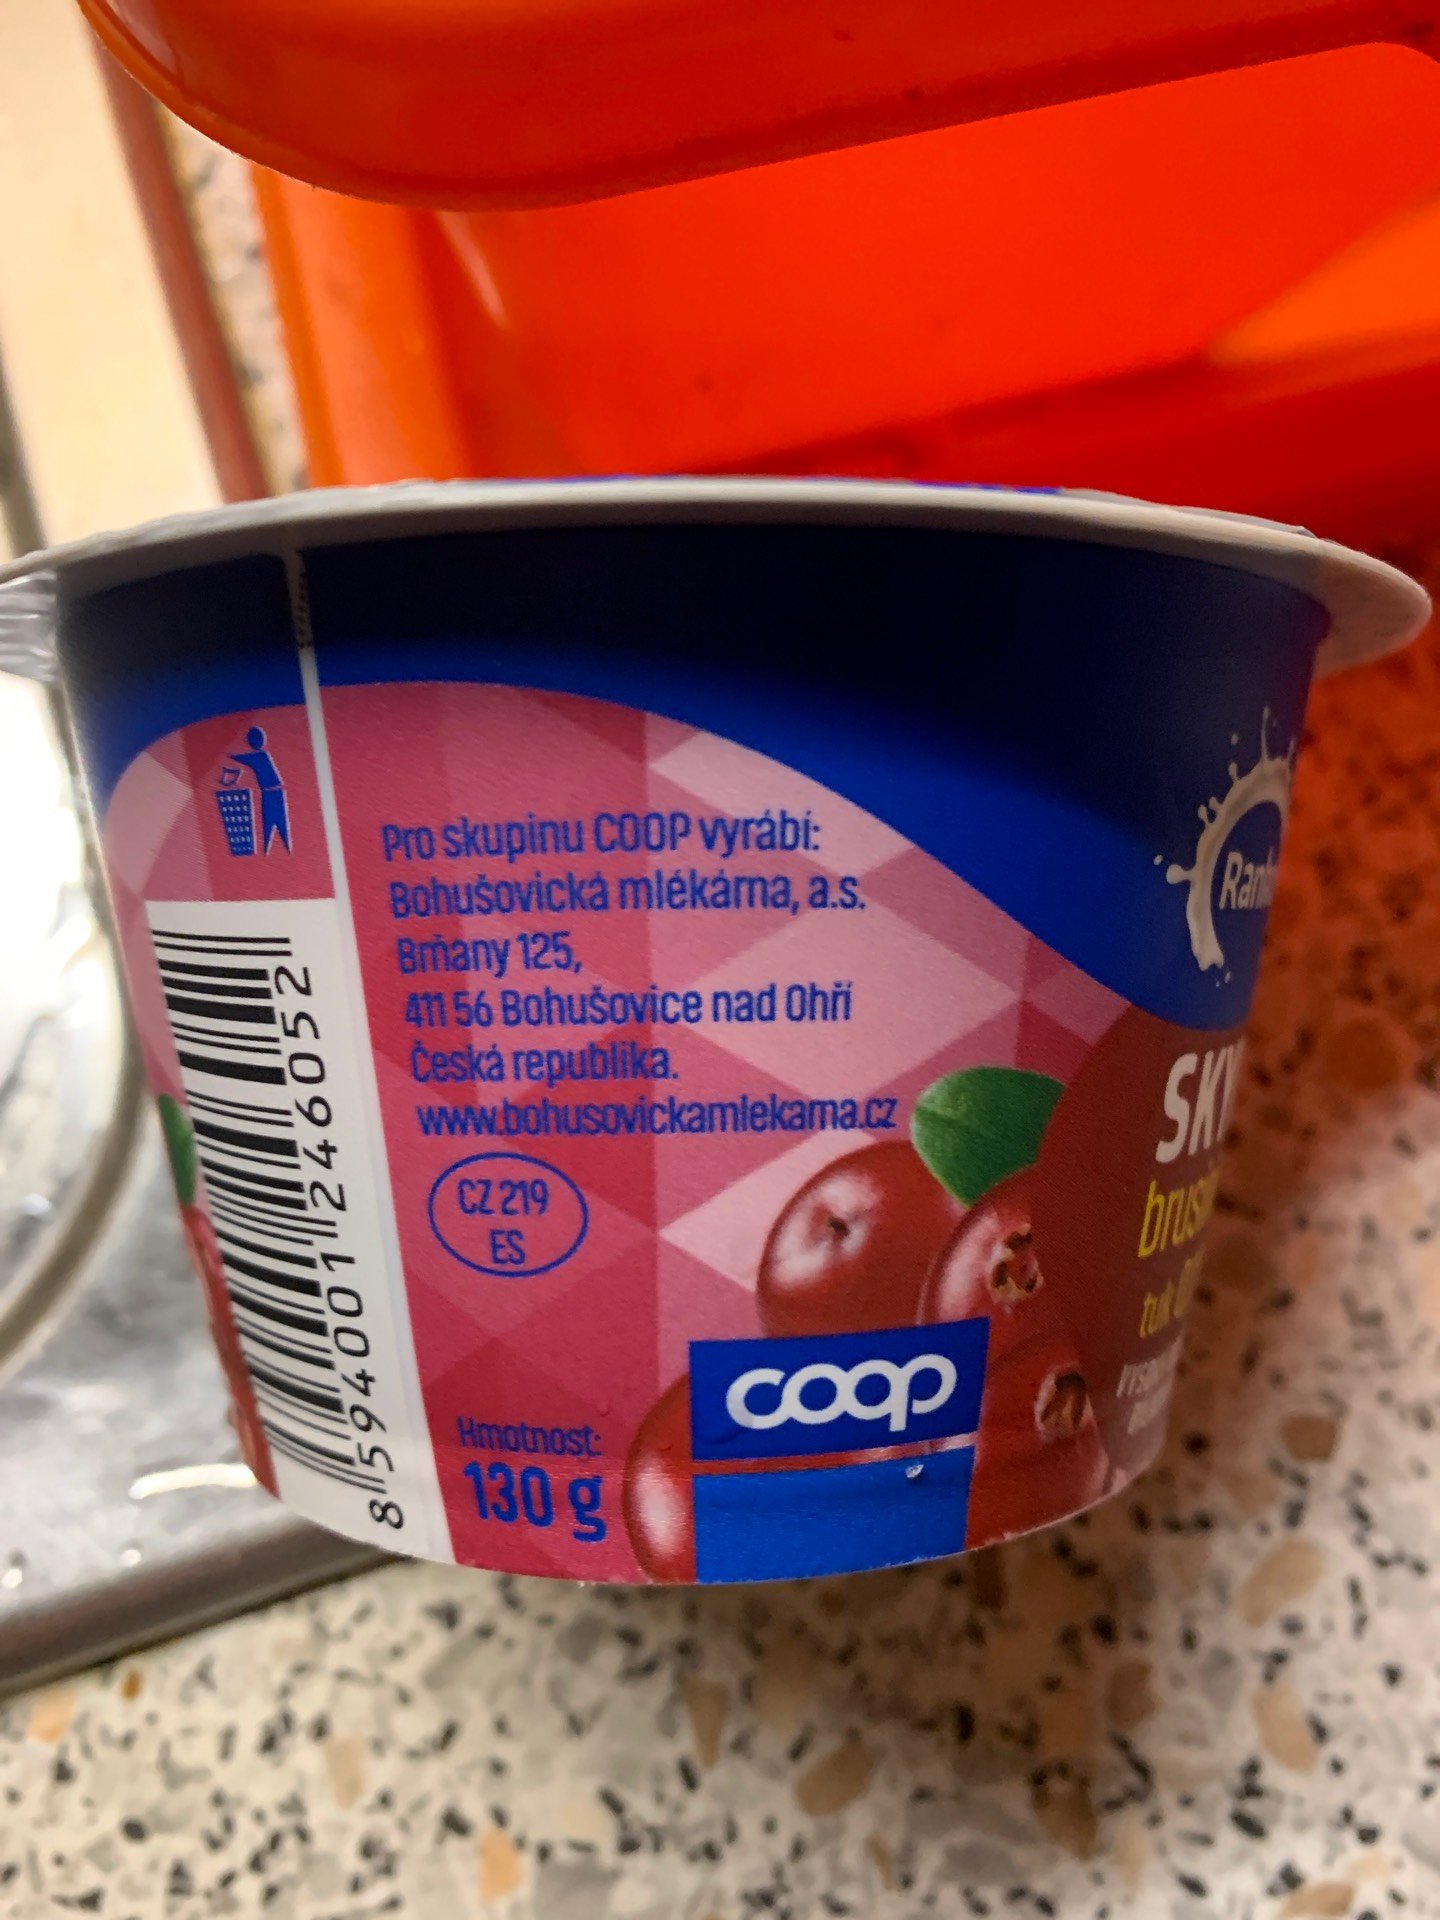 Pro skupinu COOP vyrábí:
Bohušovická mlékárna, a.s.
Brňany 125,
411 56 Bohušovice nad Ohří
Česká republika.
www.bohusovickamlekarna.cz
CZ 219
ES
Hmotnost:
130 g
coop
8 594001 246052
tuk